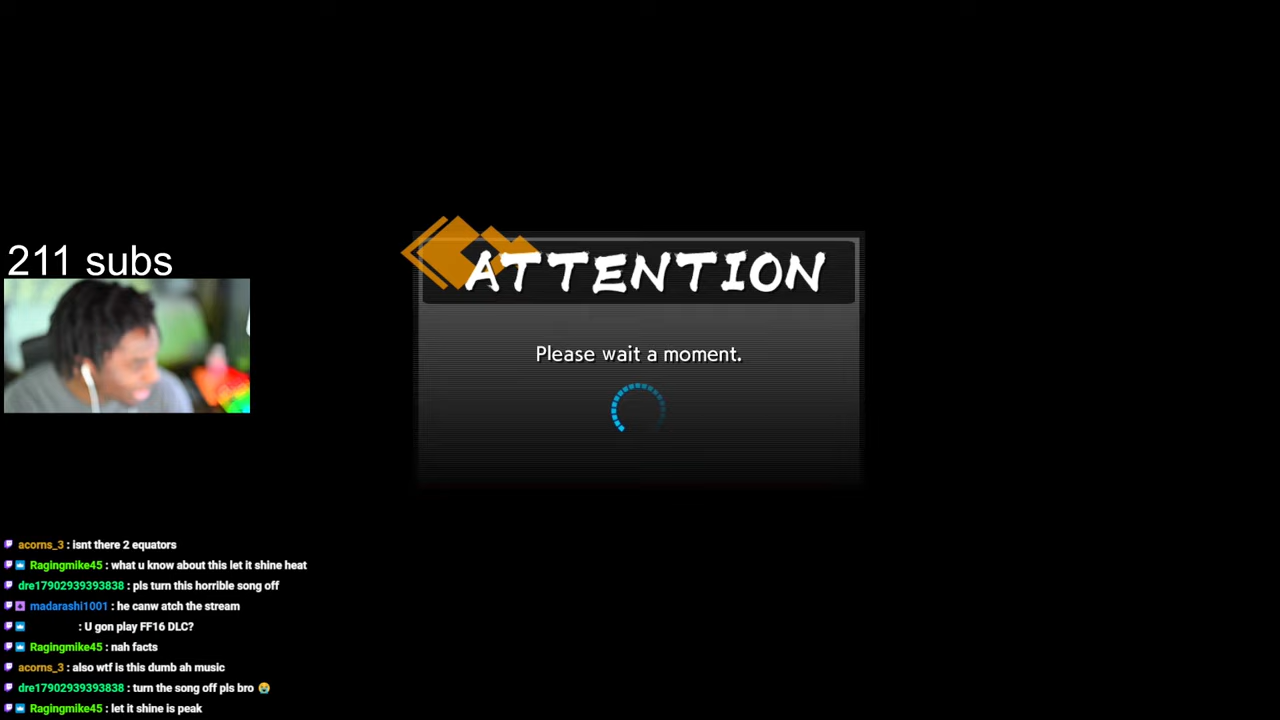 211 subs
ATTENTION
Please wait a moment.
acorns_3 : isnt there 2 equators
Ragingmike45 : what u know about this let it shine heat
dre17902939393838 : pls turn this horrible song off
madarashi1001 : he canw atch the stream
: U gon play FF16 DLC?
Ragingmike45 : nah facts
acorns_3 : also wtf is this dumb ah music
dre17902939393838 : turn the song off pls bro 😭
Ragingmike45 : let it shine is peak